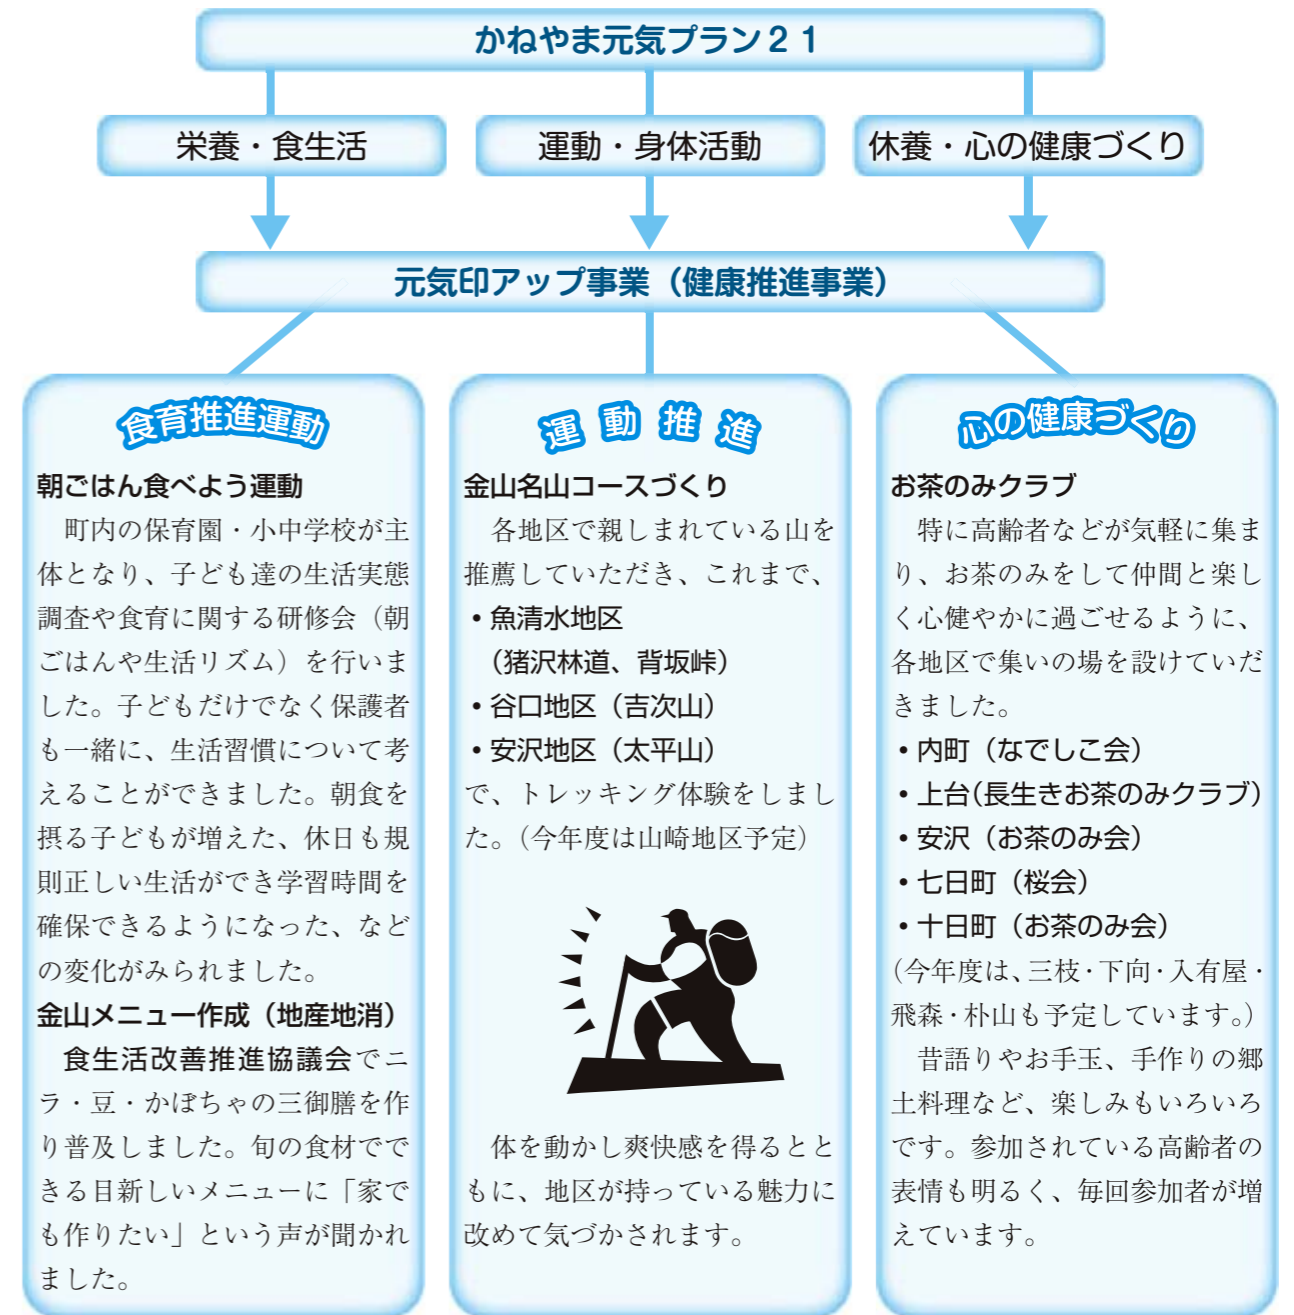 かねやま元気プラン２１
栄養・食生活
運動・身体活動
休養・心の健康づくり
元気印アップ事業（健康推進事業）
食育推進運動
朝ごはん食べよう運動
町内の保育園・小中学校が主
体となり、子ども達の生活実態
調査や食育に関する研修会（朝
ごはんや生活リズム）を行いま
した。子どもだけでなく保護者
も一緒に、生活習慣について考
えることができました。朝食を
摂る子どもが増えた、休日も規
則正しい生活ができ学習時間を
確保できるようになった、など
の変化がみられました。
金山メニュー作成（地産地消）
食生活改善推進協議会でニ
ラ・豆・かぼちゃの三御膳を作
り普及しました。旬の食材ででき
きる目新しいメニューに「家で
も作りたい」という声が聞かれ
ました。
運動推進
金山名山コースづくり
各地区で親しまれている山を
推薦していただき、これまで、
・魚清水地区
（猪沢林道、背坂峠）
・谷口地区（吉次山）
・安沢地区（太平山）
で、トレッキング体験をしまし
た。（今年度は山崎地区予定）
体を動かし爽快感を得るとと
もに、地区が持っている魅力に
改めて気づかされます。
心の健康づくり
お茶のみクラブ
特に高齢者などが気軽に集ま
り、お茶のみをして仲間と楽し
く心健やかに過ごせるように、
各地区で集いの場を設けていだ
きました。
・内町（なでしこ会）
・上台（長生きお茶のみクラブ）
・安沢（お茶のみ会）
・七日町（桜会）
・十日町（お茶のみ会）
（今年度は、三枝・下向・入有屋・
飛森・朴山も予定しています。）
昔語りやお手玉、手作りの郷
土料理など、楽しみもいろいろ
です。参加されている高齢者の
表情も明るく、毎回参加者が増
えています。